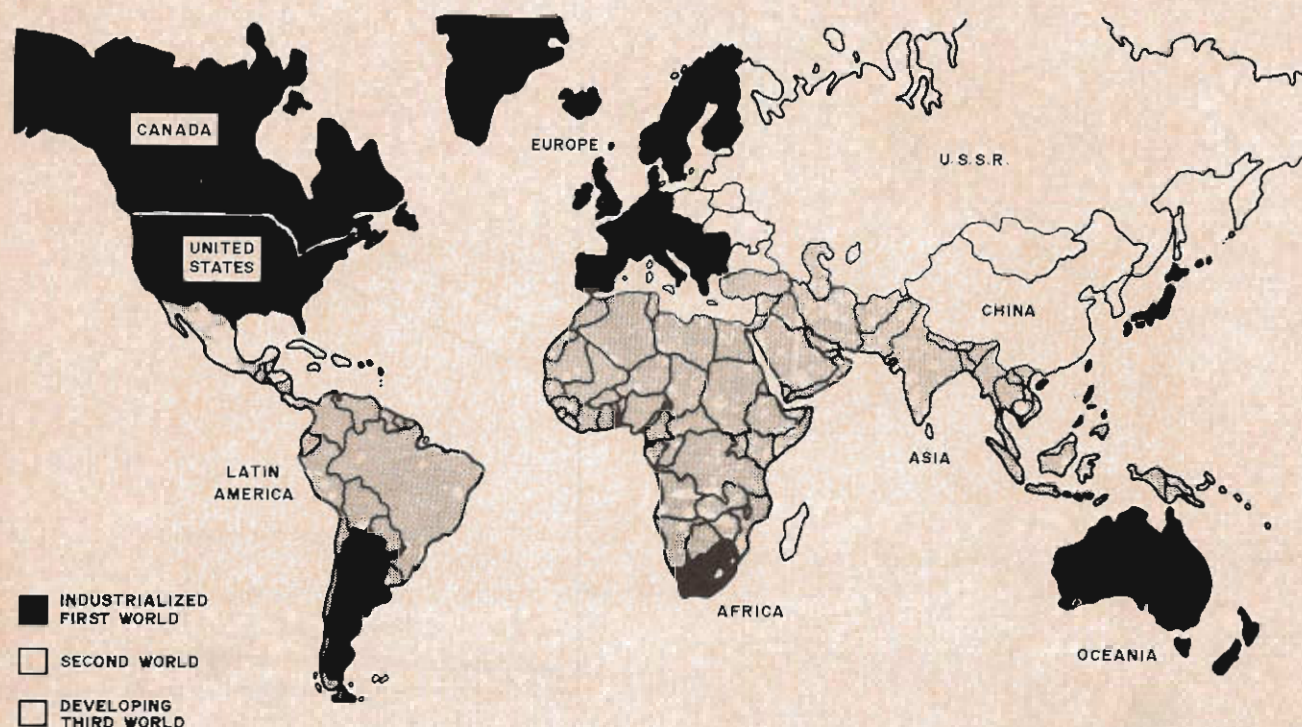 CANADA
EUROPE
U.S.S.R.
UNITED
STATES
CHINA
LATIN
AMERICA
ASIA
INDUSTRIALIZED
FIRST WORLD
AFRICA
SECOND WORLD
OCEANIA
DEVELOPING
THIRD WORLD